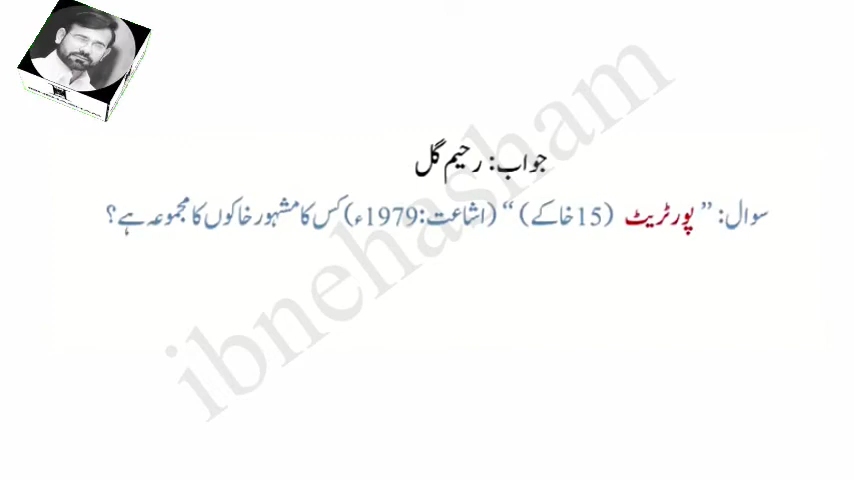 جواب: رحیم گل
سوال: ”پورٹریٹ (15 خاکے) “ (اشاعت: 1979ء) کس کا مشہور خاکوں کا مجموعہ ہے؟
ibnehasham